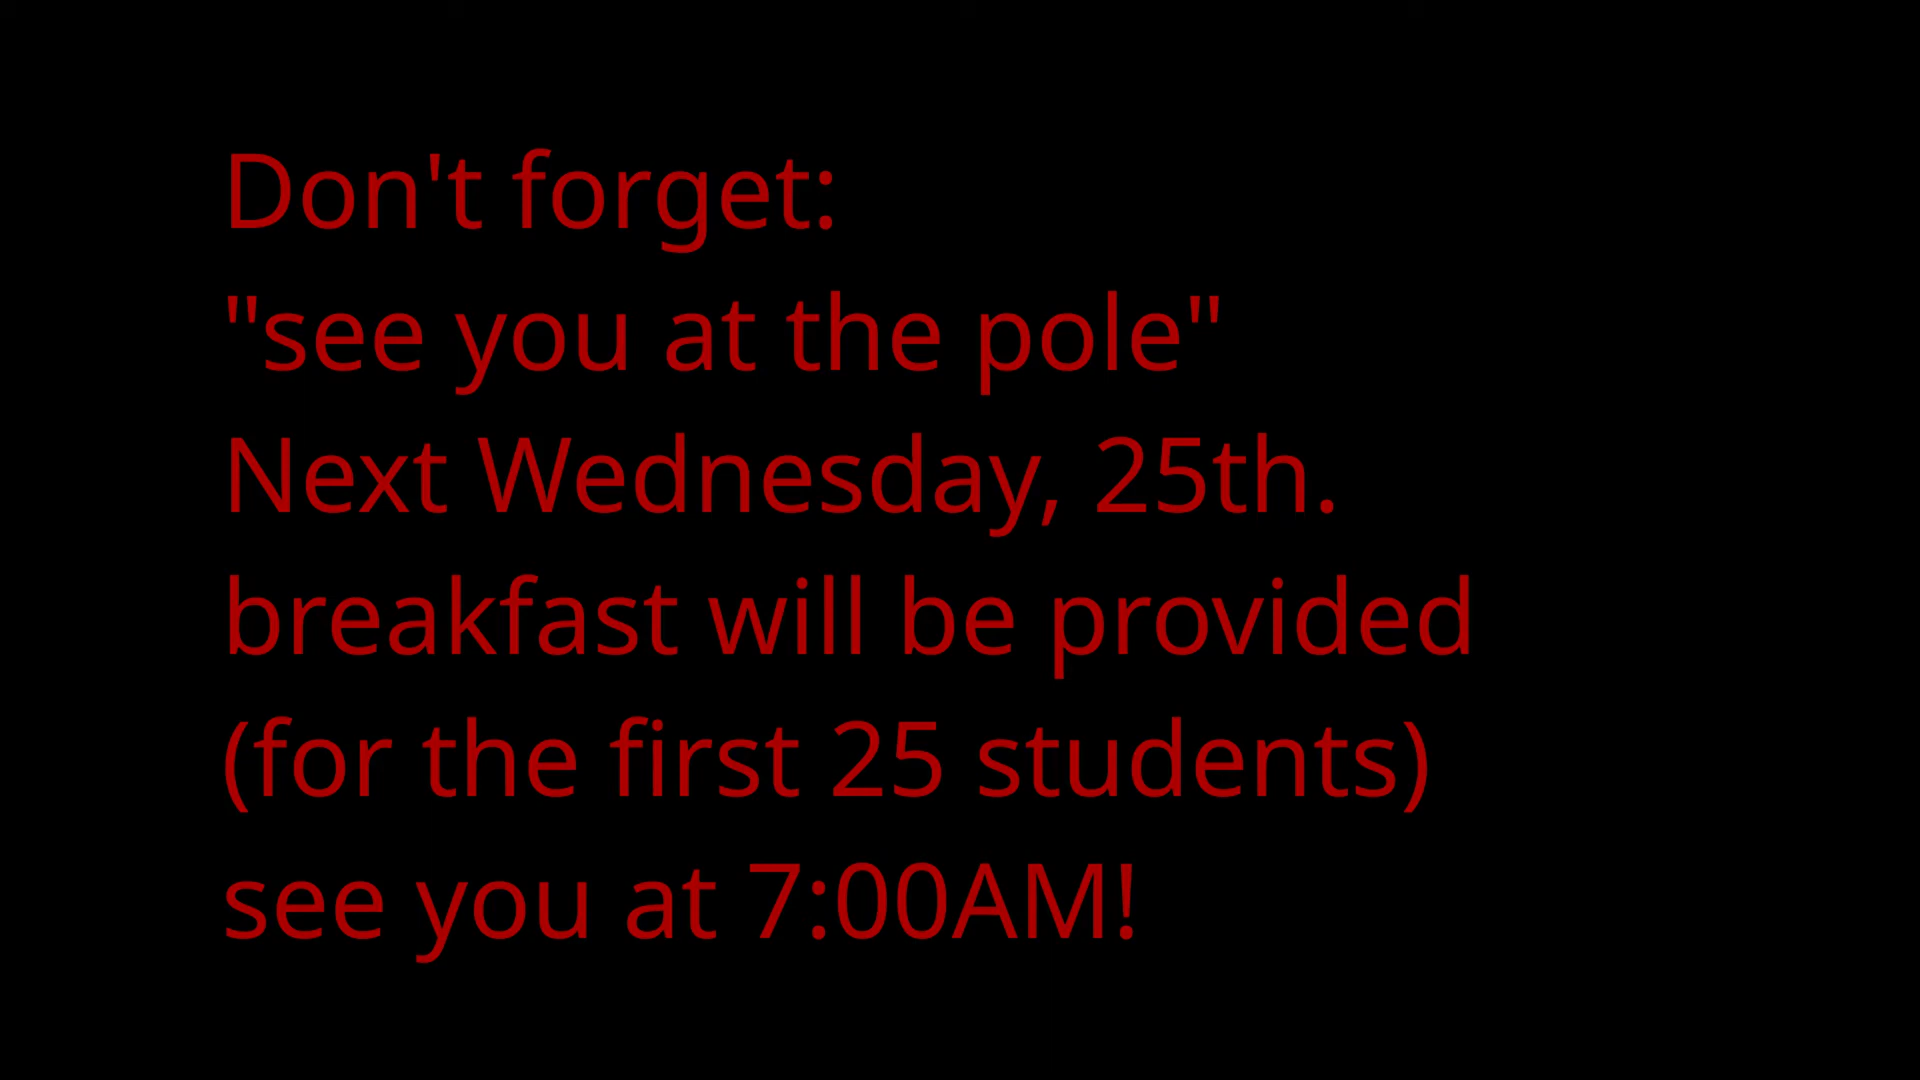 Don't forget:
"see you at the pole"
Next Wednesday, 25th.
breakfast will be provided
(for the first 25 students)
see you at 7:00AM!